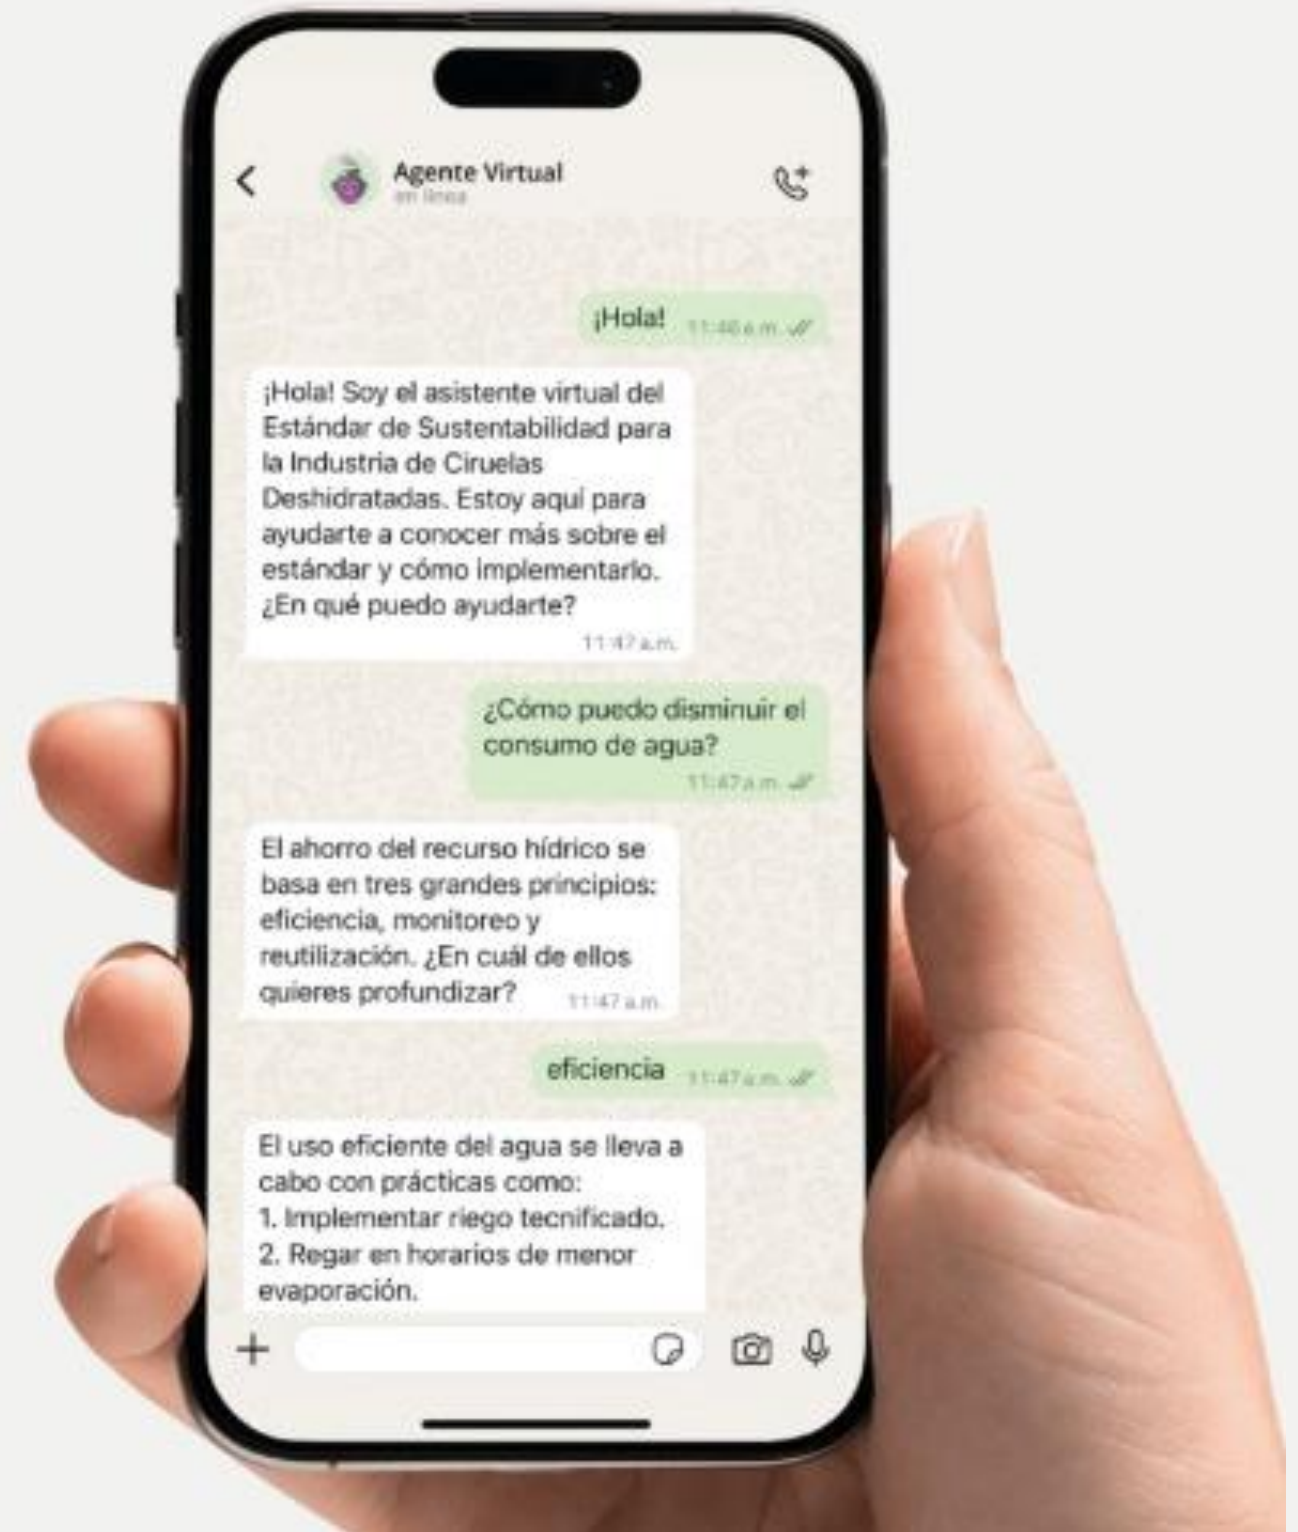 Agente Virtual
en línea
¡Hola!
11:46 a.m.
¡Hola! Soy el asistente virtual del
Estándar de Sustentabilidad para
la Industria de Ciruelas
Deshidratadas. Estoy aquí para
ayudarte a conocer más sobre el
estándar y cómo implementarlo.
¿En qué puedo ayudarte?
11:47 a.m.
¿Cómo puedo disminuir el
consumo de agua?
11:47 a.m.
El ahorro del recurso hídrico se
basa en tres grandes principios:
eficiencia, monitoreo y
reutilización. ¿En cuál de ellos
quieres profundizar?
11:47 a.m.
eficiencia
11:47 a.m.
El uso eficiente del agua se lleva a
cabo con prácticas como:
1. Implementar riego tecnificado.
2. Regar en horarios de menor
evaporación.